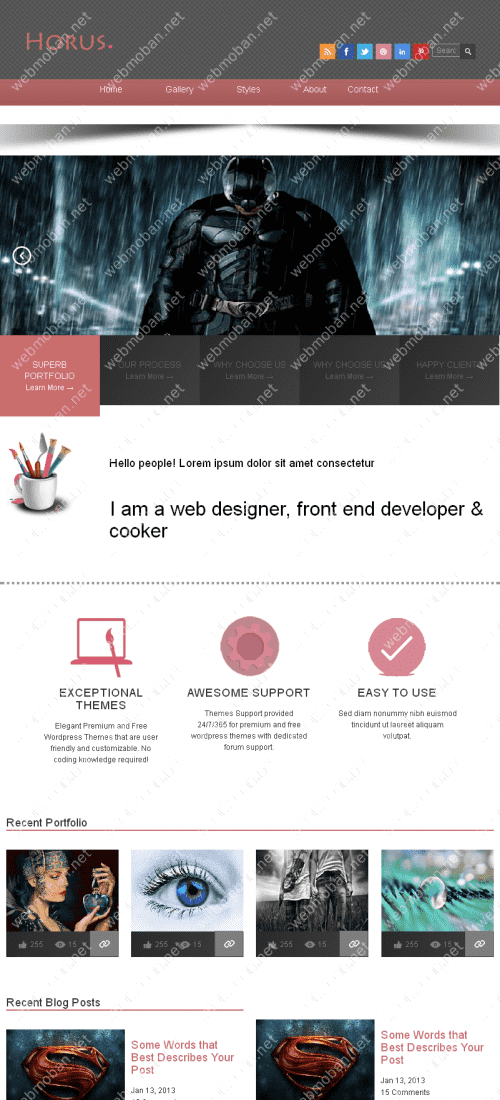 HORUS.
Searc
Home Gallery Styles About Contact
SUPERB
PORTFOLIO
Learn More →
OUR PROCESS
Learn More →
WHY CHOOSE US
Learn More →
WHY CHOOSE US
Learn More →
HAPPY CLIENT
Learn More →
Hello people! Lorem ipsum dolor sit amet consectetur
I am a web designer, front end developer &
cooker
EXCEPTIONAL
THEMES
Elegant Premium and Free
Wordpress Themes that are user
friendly and customizable. No
coding knowledge required!
AWESOME SUPPORT
Themes Support provided
24/7/365 for premium and free
wordpress themes with dedicated
forum support.
EASY TO USE
Sed diam nonummy nibh euismod
tincidunt ut laoreet aliquam
volutpat.
Recent Portfolio
255 15
255 15
255 15
255 15
Recent Blog Posts
Some Words that
Best Describes Your
Post
Jan 13, 2013
Some Words that
Best Describes Your
Post
Jan 13, 2013
15 Comments
webmoban.net